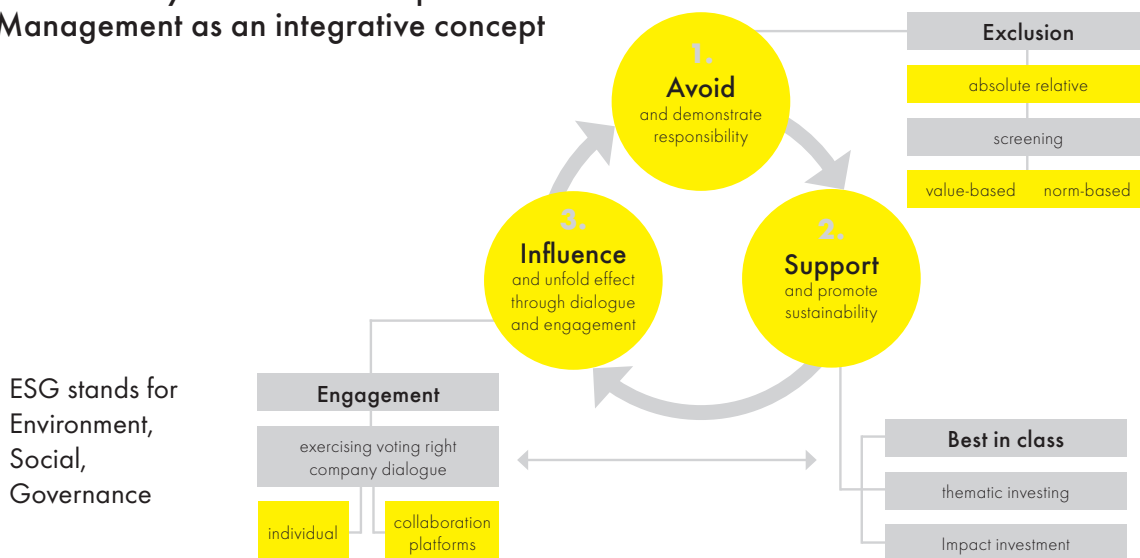 Management as an integrative concept
1.
Avoid
and demonstrate
responsibility
Exclusion
absolute relative
screening
value-based norm-based
2.
Support
and promote
sustainability
3.
Influence
and unfold effect
through dialogue
and engagement
ESG stands for
Environment,
Social,
Governance
Engagement
exercising voting right
company dialogue
individual
collaboration
platforms
Best in class
thematic investing
Impact investment